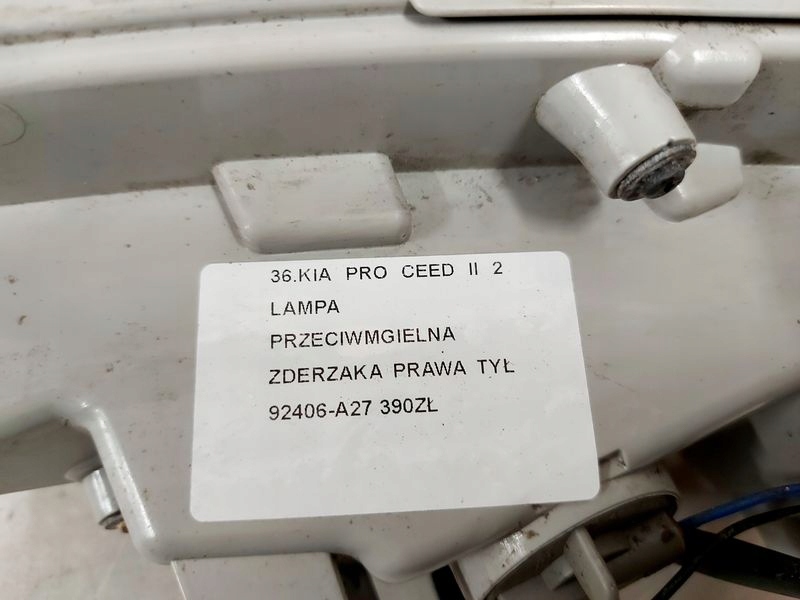 36.KIA PRO CEED II 2
LAMPA
PRZECIWMGIELNA
ZDERZAKA PRAWA TYŁ
92406-A27 390ZŁ